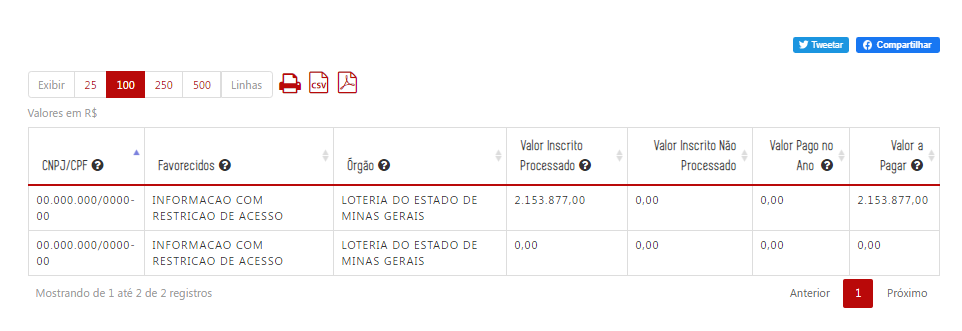 Tweetar Compartilhar
Exibir 25 100 250 500 Linhas CSV
Valores em R$
CNPJ/CPF ? Favorecidos ? Órgão ? Valor Inscrito Processado ? Valor Inscrito Não Processado Valor Pago no Ano ? Valor a Pagar ?
00.000.000/0000-00 INFORMACAO COM RESTRICAO DE ACESSO LOTERIA DO ESTADO DE MINAS GERAIS 2.153.877,00 0,00 0,00 2.153.877,00
00.000.000/0000-00 INFORMACAO COM RESTRICAO DE ACESSO LOTERIA DO ESTADO DE MINAS GERAIS 0,00 0,00 0,00 0,00
Mostrando de 1 até 2 de 2 registros Anterior 1 Próximo